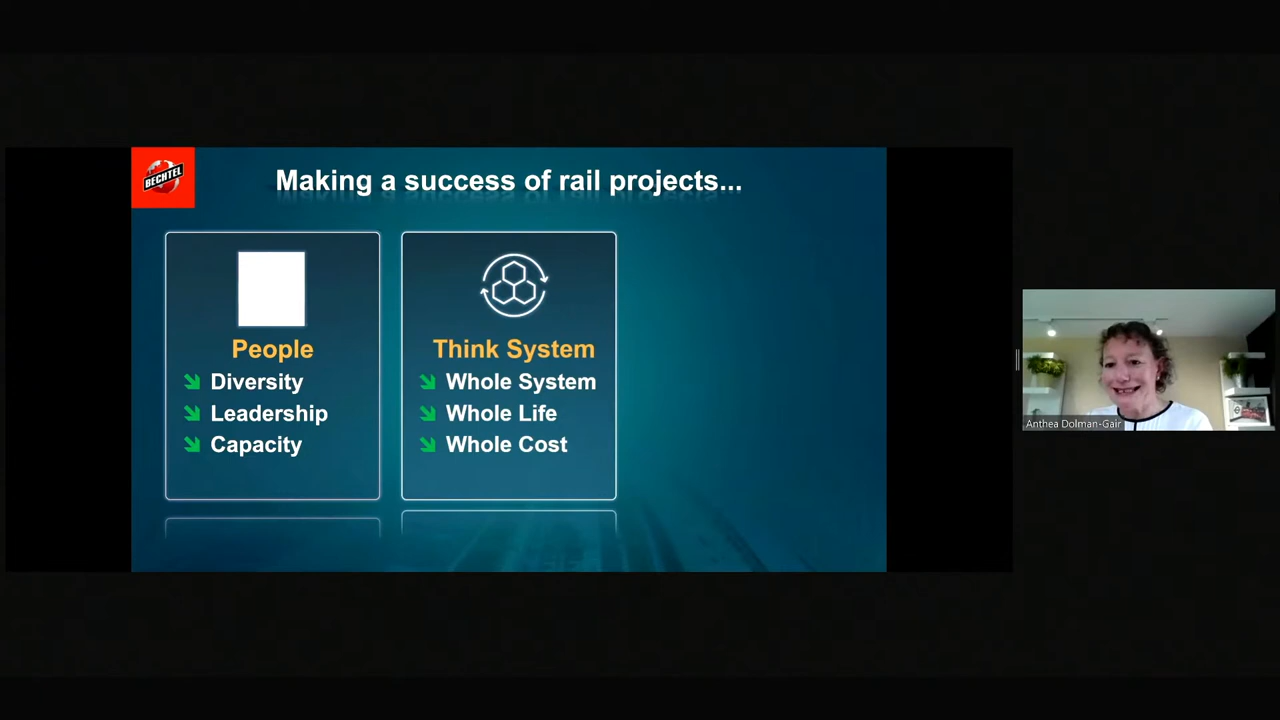 BECHTEL
Making a success of rail projects...
People
Diversity
Leadership
Capacity
Think System
Whole System
Whole Life
Whole Cost
Anthea Dolman-Gair